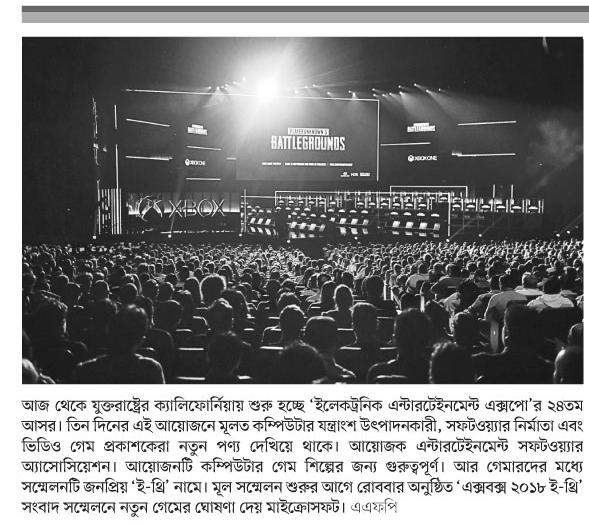 PLAYERUNKNOWN'S
BATTLEGROUNDS
BATTLEGROUNDS
BATTLEGROUNDS
XBOX ONE
XBOX ONE
XBOX
আজ থেকে যুক্তরাষ্ট্রের ক্যালিফোর্নিয়ায় শুরু হচ্ছে ‘ইলেকট্রনিক এন্টারটেইনমেন্ট এক্সপো’র ২৪তম
আসর। তিন দিনের এই আয়োজনে মূলত কম্পিউটার যন্ত্রাংশ উৎপাদনকারী, সফটওয়্যার নির্মাতা এবং
ভিডিও গেম প্রকাশকেরা নতুন পণ্য দেখিয়ে থাকে। আয়োজক এন্টারটেইনমেন্ট সফটওয়্যার
অ্যাসোসিয়েশন। আয়োজনটি কম্পিউটার গেম শিল্পের জন্য গুরুত্বপূর্ণ। আর গেমারদের মধ্যে
সম্মেলনটি জনপ্রিয় ‘ই-থ্রি’ নামে। মূল সম্মেলন শুরুর আগে রোববার অনুষ্ঠিত ‘এক্সবক্স ২০১৮ ই-থ্রি’
সংবাদ সম্মেলনে নতুন গেমের ঘোষণা দেয় মাইক্রোসফট। এএফপি